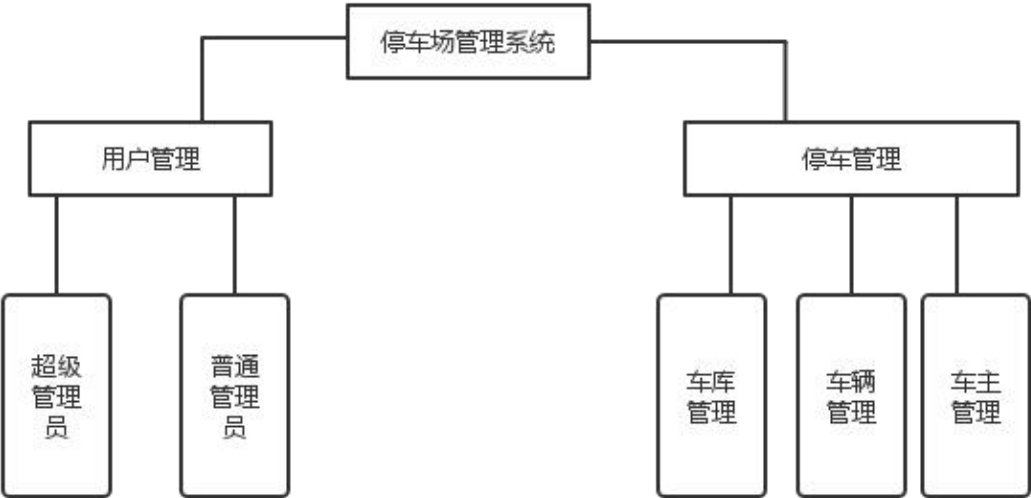 停车场管理系统
用户管理
停车管理
超级
管理
员
普通
管理
员
车库
管理
车辆
管理
车主
管理